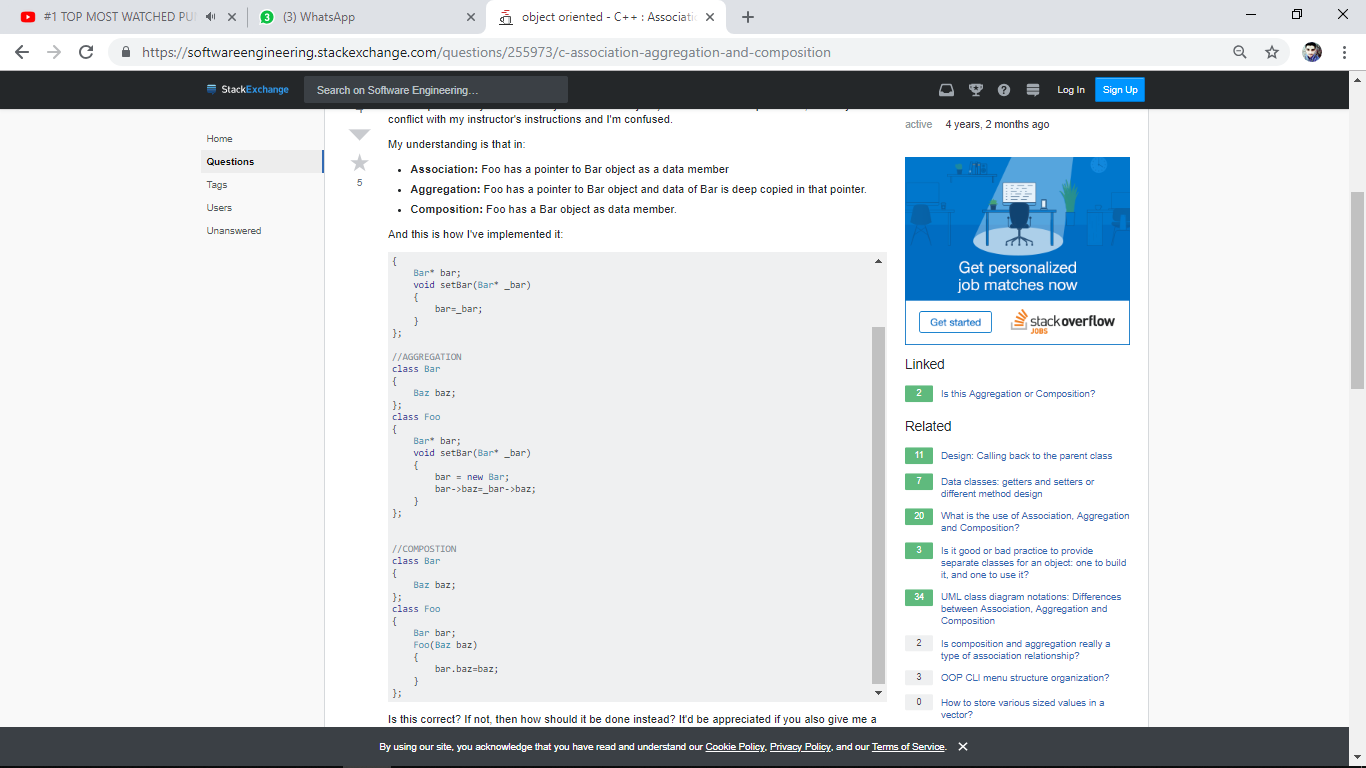 #1 TOP MOST WATCHED PU
(3) WhatsApp
object oriented - C++ : Associati
https://softwareengineering.stackexchange.com/questions/255973/c-association-aggregation-and-composition
StackExchange
Search on Software Engineering…
Log In
Sign Up
Home
Questions
Tags
Users
Unanswered
5
conflict with my instructor's instructions and I'm confused.
My understanding is that in:
• Association: Foo has a pointer to Bar object as a data member
• Aggregation: Foo has a pointer to Bar object and data of Bar is deep copied in that pointer.
• Composition: Foo has a Bar object as data member.
And this is how I've implemented it:
{
Bar* bar;
void setBar(Bar* _bar)
{
bar=_bar;
}
};
//AGGREGATION
class Bar
{
Baz baz;
};
class Foo
{
Bar* bar;
void setBar(Bar* _bar)
{
bar = new Bar;
bar->baz=_bar->baz;
}
};
//COMPOSTION
class Bar
{
Baz baz;
};
class Foo
{
Bar bar;
Foo(Baz baz)
{
bar.baz=baz;
}
};
Is this correct? If not, then how should it be done instead? It'd be appreciated if you also give me a
active 4 years, 2 months ago
Get personalized
job matches now
Get started
stackoverflow
JOBS
Linked
2 Is this Aggregation or Composition?
Related
11 Design: Calling back to the parent class
7 Data classes: getters and setters or
different method design
20 What is the use of Association, Aggregation
and Composition?
3 Is it good or bad practice to provide
separate classes for an object: one to build
it, and one to use it?
34 UML class diagram notations: Differences
between Association, Aggregation and
Composition
2 Is composition and aggregation really a
type of association relationship?
3 OOP CLI menu structure organization?
0 How to store various sized values in a
vector?
By using our site, you acknowledge that you have read and understand our Cookie Policy, Privacy Policy, and our Terms of Service.